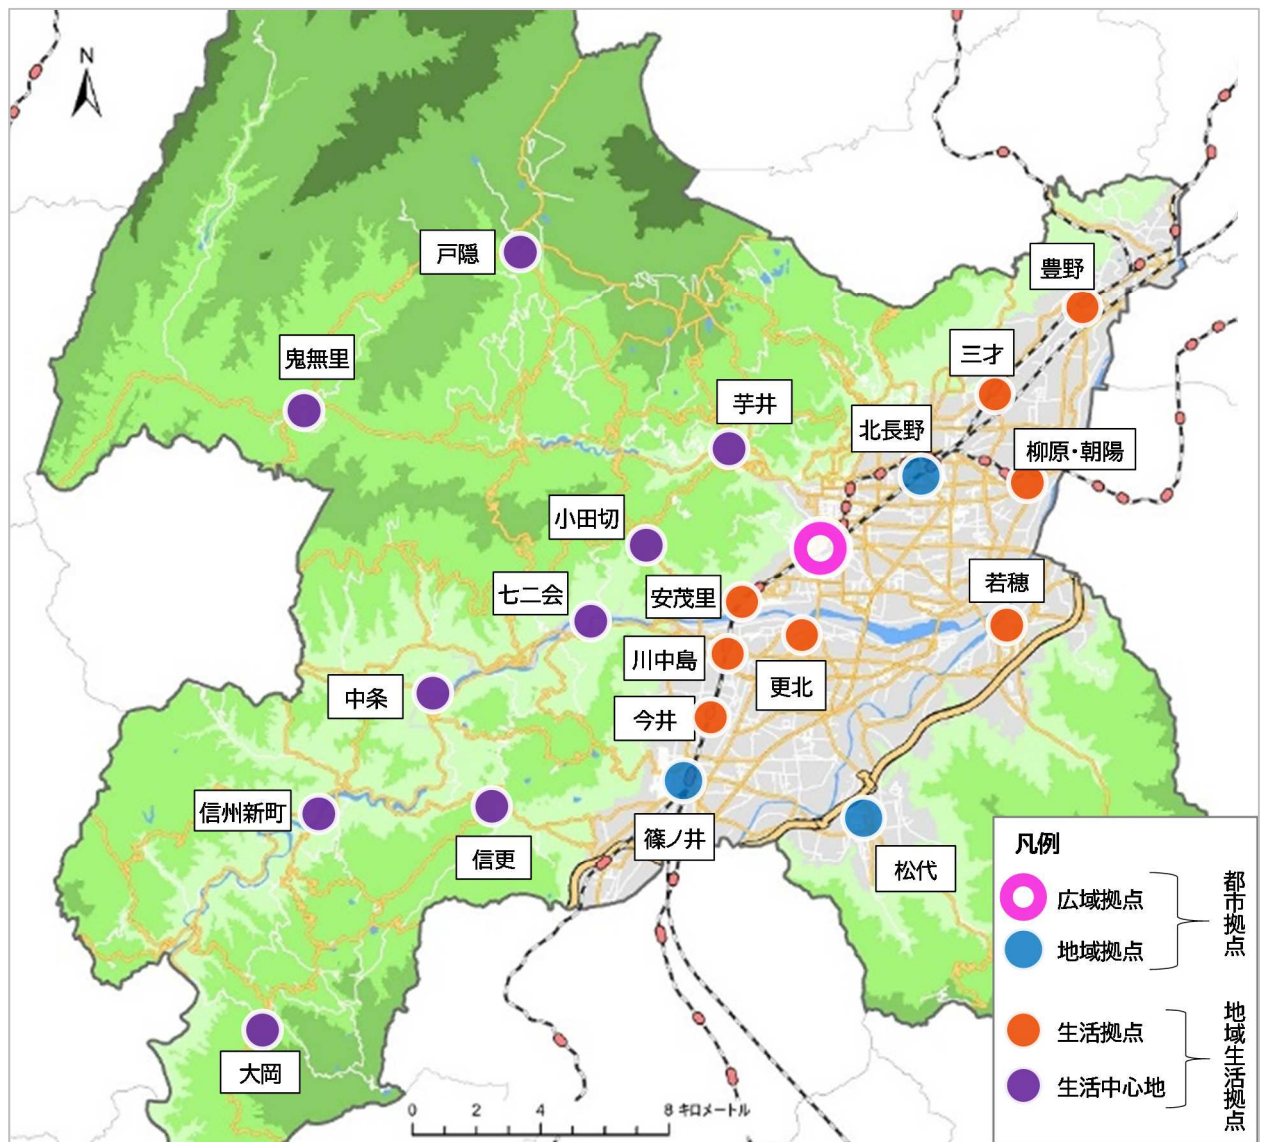 N
戸隠
豊野
鬼無里
三才
芋井
北長野
柳原・朝陽
小田切
七二会
安茂里
若穂
川中島
更北
中条
今井
信州新町
信更
篠ノ井
松代
大岡
凡例
広域拠点
地域拠点
都市拠点
生活拠点
生活中心地
地域生活拠点
0 2 4 8 キロメートル